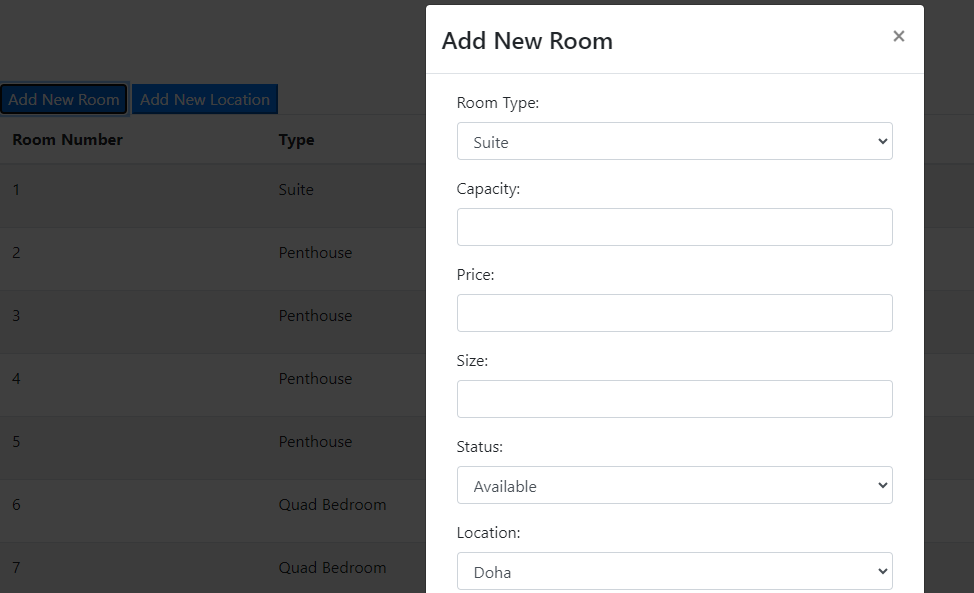 Add New Room
×
Add New Room Add New Location
Room Number Type
1 Suite
2 Penthouse
3 Penthouse
4 Penthouse
5 Penthouse
6 Quad Bedroom
7 Quad Bedroom
Room Type:
Suite
Capacity:
Price:
Size:
Status:
Available
Location:
Doha